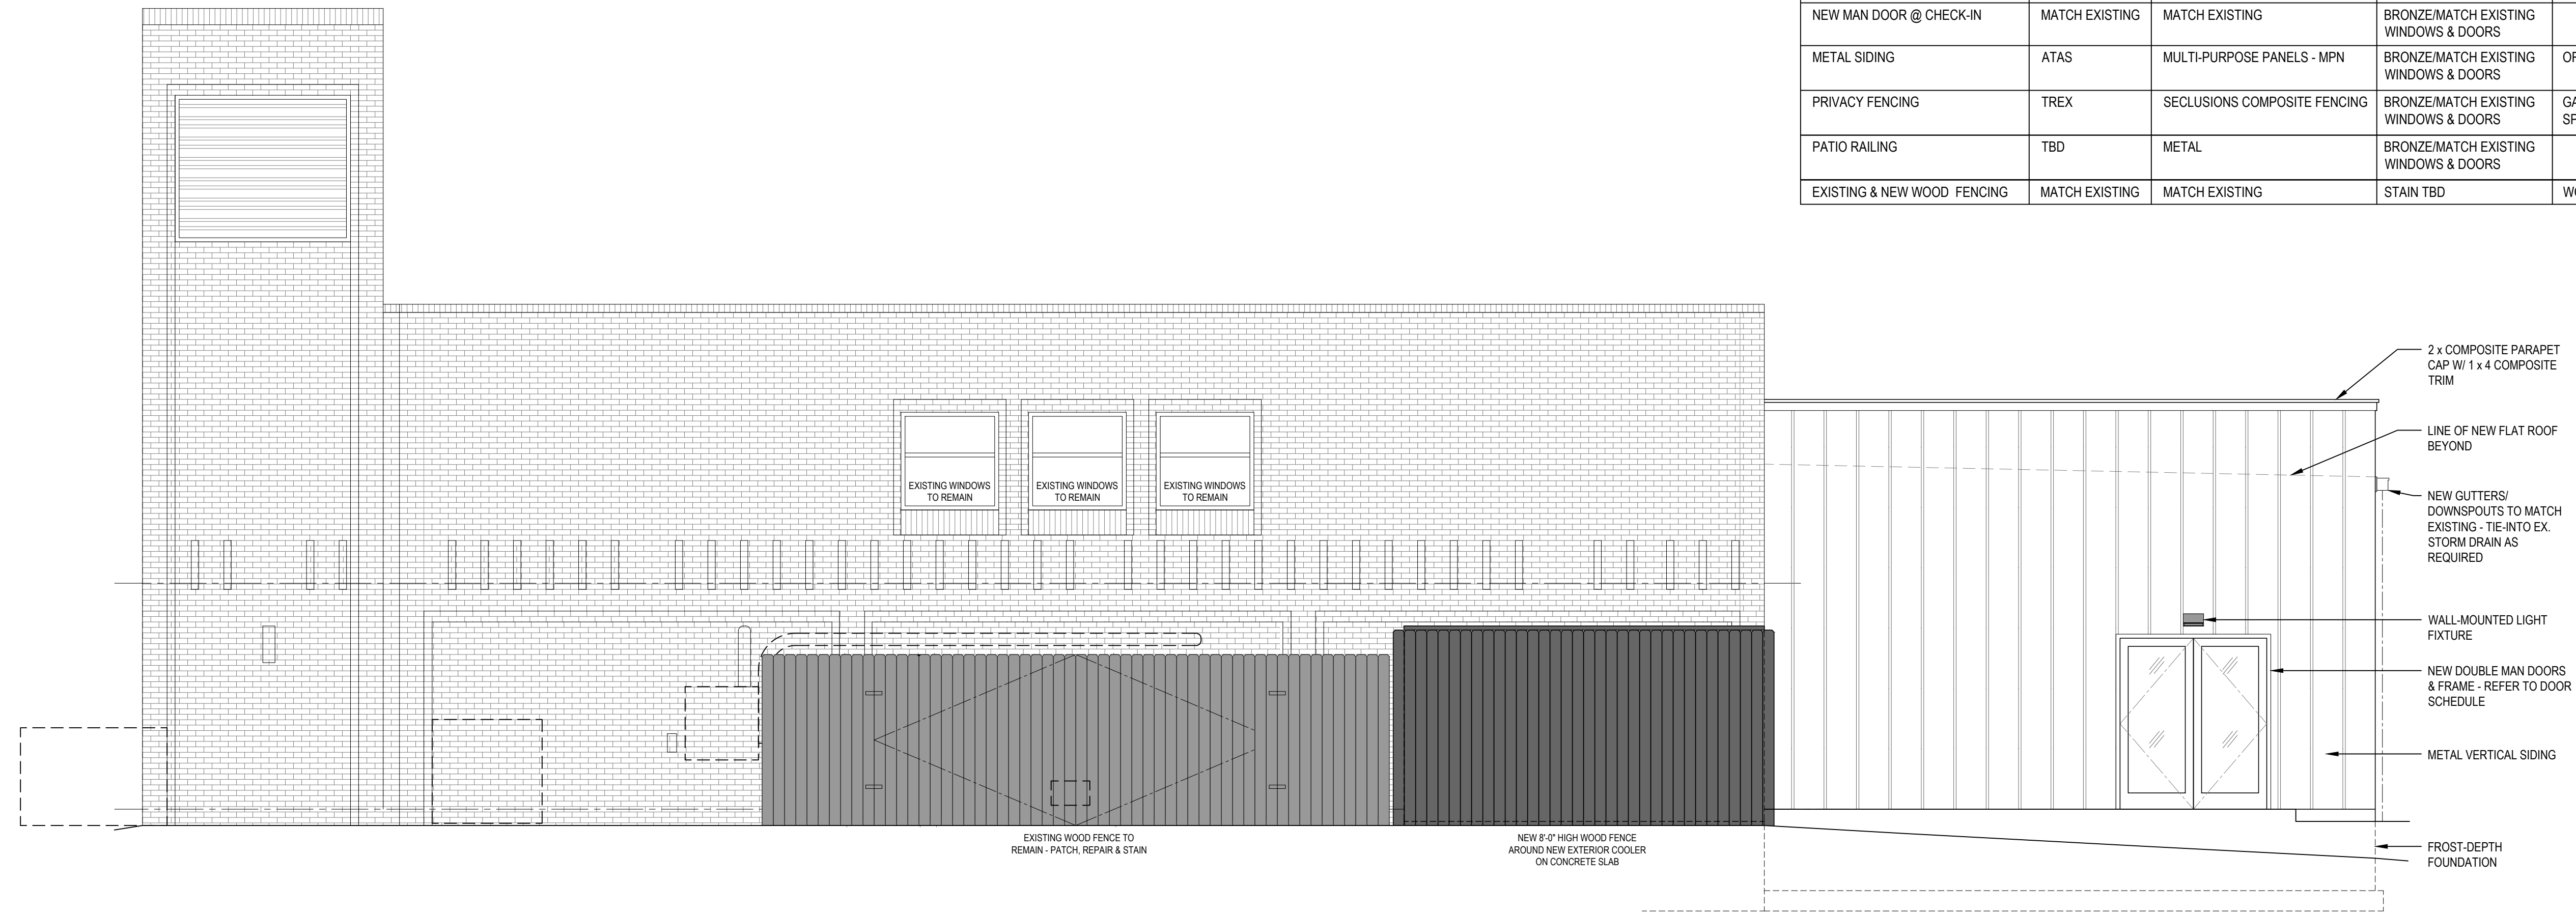 NEW MAN DOOR @ CHECK-IN MATCH EXISTING MATCH EXISTING BRONZE/MATCH EXISTING
WINDOWS & DOORS
METAL SIDING ATAS MULTI-PURPOSE PANELS - MPN BRONZE/MATCH EXISTING
WINDOWS & DOORS
PRIVACY FENCING TREX SECLUSIONS COMPOSITE FENCING BRONZE/MATCH EXISTING
WINDOWS & DOORS
PATIO RAILING TBD METAL BRONZE/MATCH EXISTING
WINDOWS & DOORS
EXISTING & NEW WOOD FENCING MATCH EXISTING MATCH EXISTING STAIN TBD
2 x COMPOSITE PARAPET
CAP W/ 1 x 4 COMPOSITE
TRIM
LINE OF NEW FLAT ROOF
BEYOND
NEW GUTTERS/
DOWNSPOUTS TO MATCH
EXISTING - TIE-INTO EX.
STORM DRAIN AS
REQUIRED
WALL-MOUNTED LIGHT
FIXTURE
NEW DOUBLE MAN DOORS
& FRAME - REFER TO DOOR
SCHEDULE
METAL VERTICAL SIDING
FROST-DEPTH
FOUNDATION
EXISTING WINDOWS
TO REMAIN
EXISTING WINDOWS
TO REMAIN
EXISTING WINDOWS
TO REMAIN
EXISTING WOOD FENCE TO
REMAIN - PATCH, REPAIR & STAIN
NEW 8'-0" HIGH WOOD FENCE
AROUND NEW EXTERIOR COOLER
ON CONCRETE SLAB